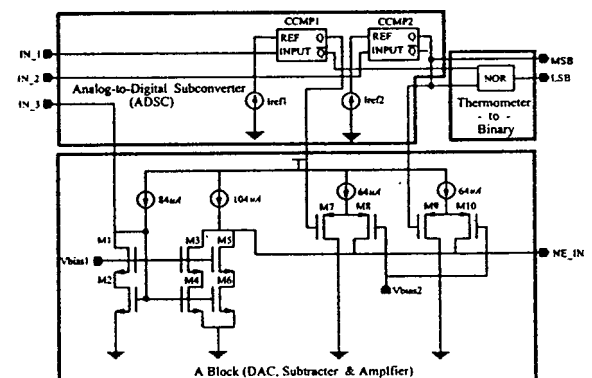 CCMP1
CCMP2
REF Q
INPUT Q
REF Q
INPUT Q
IN_1
IN_2
IN_3
Analog-to-Digital Subconverter
(ADSC)
Iref1
Iref2
MSB
LSB
NOR
Thermometer
- to -
Binary
84uA
104uA
64uA
64uA
M1
M2
M3
M4
M5
M6
M7
M8
M9
M10
Vbias1
Vbias2
NE_IN
A Block (DAC, Subtracter & Amplfier)